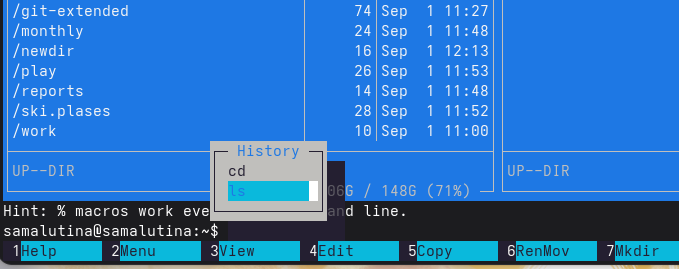 /git-extended 74 Sep 1 11:27
/monthly 24 Sep 1 11:48
/newdir 16 Sep 1 12:13
/play 26 Sep 1 11:53
/reports 14 Sep 1 11:48
/ski.plases 28 Sep 1 11:52
/work 10 Sep 1 11:00
History
cd
UP--DIR UP--DIR
ls
06G / 148G (71%)
Hint: % macros work eve and line.
samalutina@samalutina:~$
1Help 2Menu 3View 4Edit 5Copy 6RenMov 7Mkdir